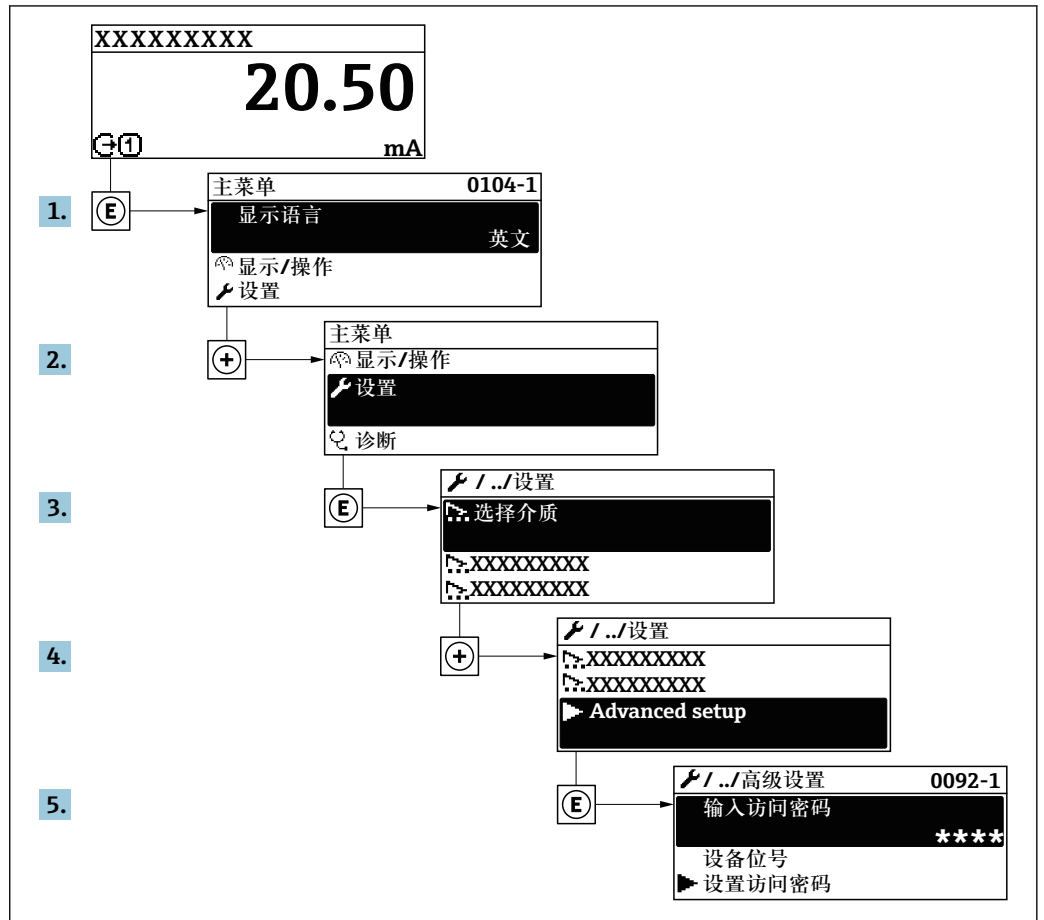 XXXXXXXXX
20.50
mA
1.
E
主菜单 0104-1
显示语言
英文
显示/操作
设置
2.
+
主菜单
显示/操作
设置
诊断
3.
E
/ ../设置
选择介质
XXXXXXXXX
XXXXXXXXX
4.
+
/ ../设置
XXXXXXXXX
XXXXXXXXX
Advanced setup
5.
E
/ ../高级设置 0092-1
输入访问密码
****
设备位号
设置访问密码